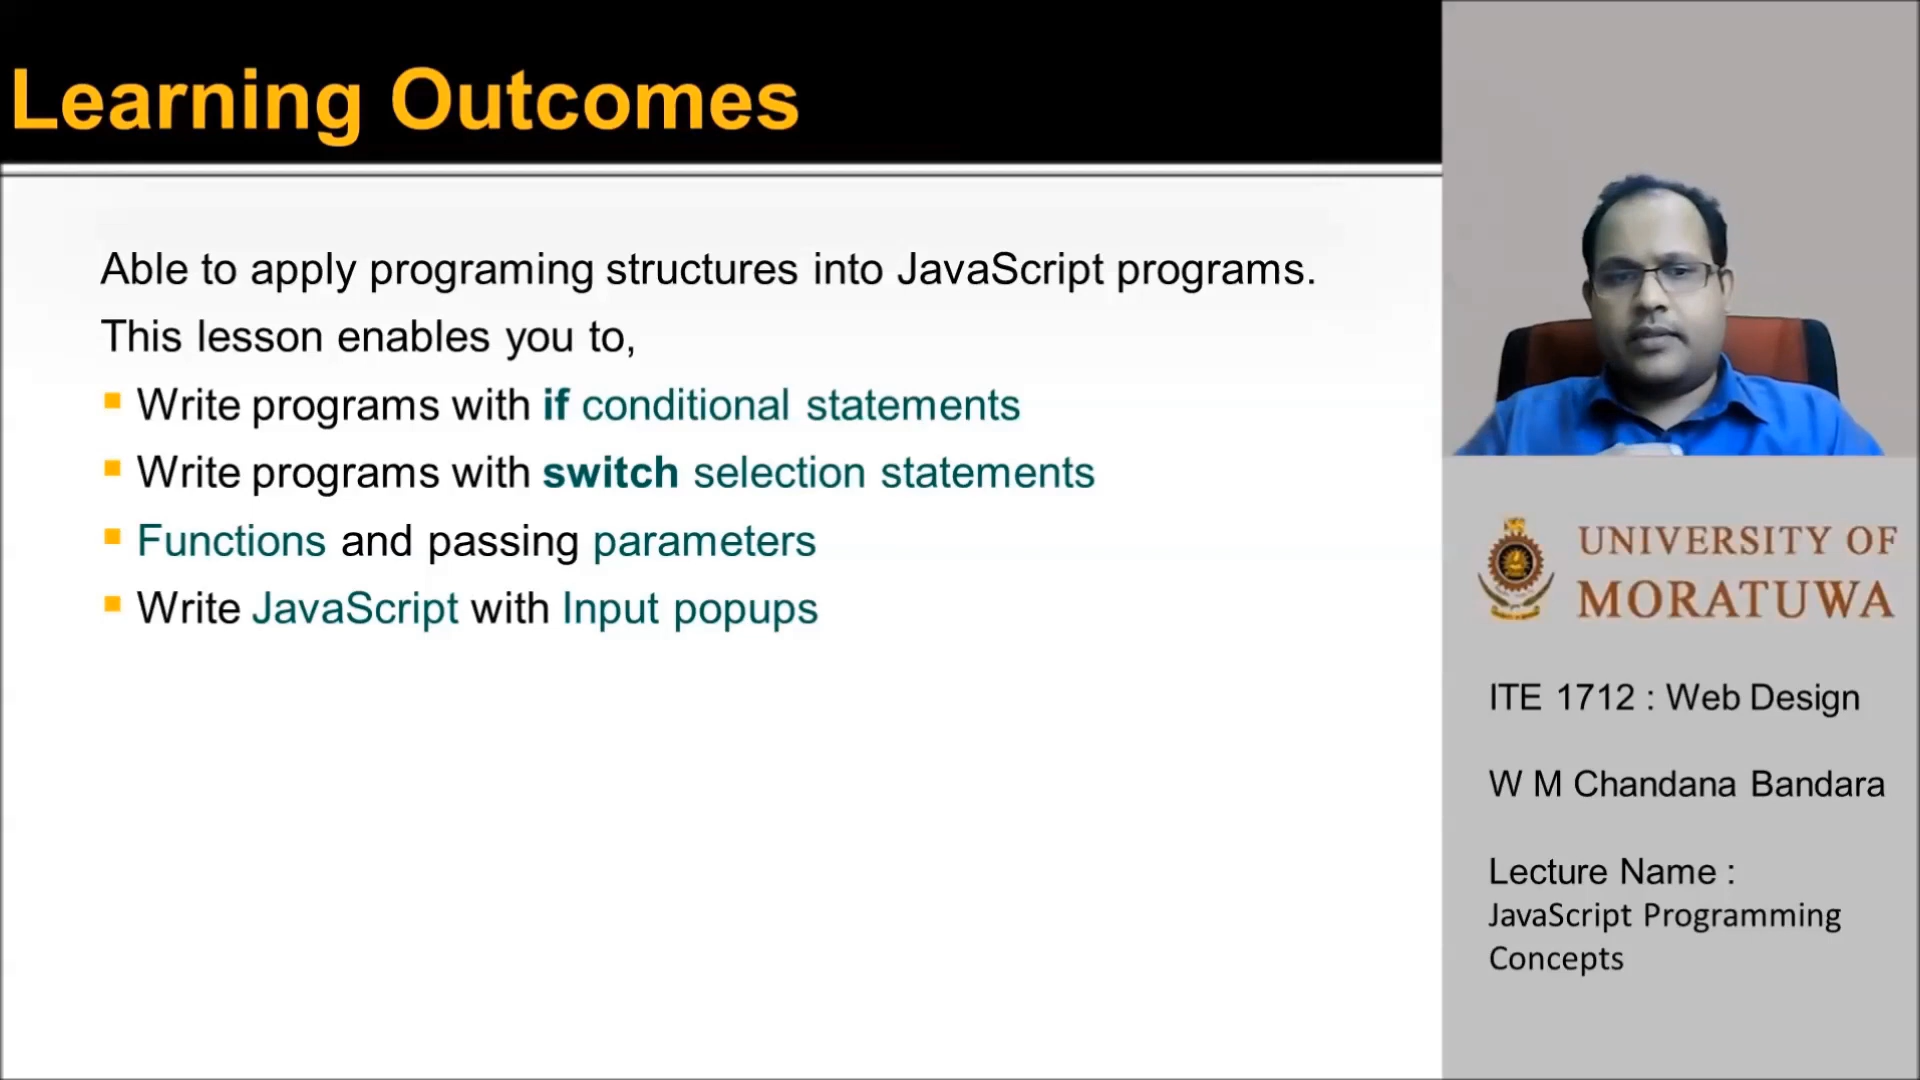 Learning Outcomes
Able to apply programing structures into JavaScript programs.
This lesson enables you to,
Write programs with if conditional statements
Write programs with switch selection statements
Functions and passing parameters
Write JavaScript with Input popups
UNIVERSITY OF
MORATUWA
ITE 1712 : Web Design
W M Chandana Bandara
Lecture Name :
JavaScript Programming
Concepts